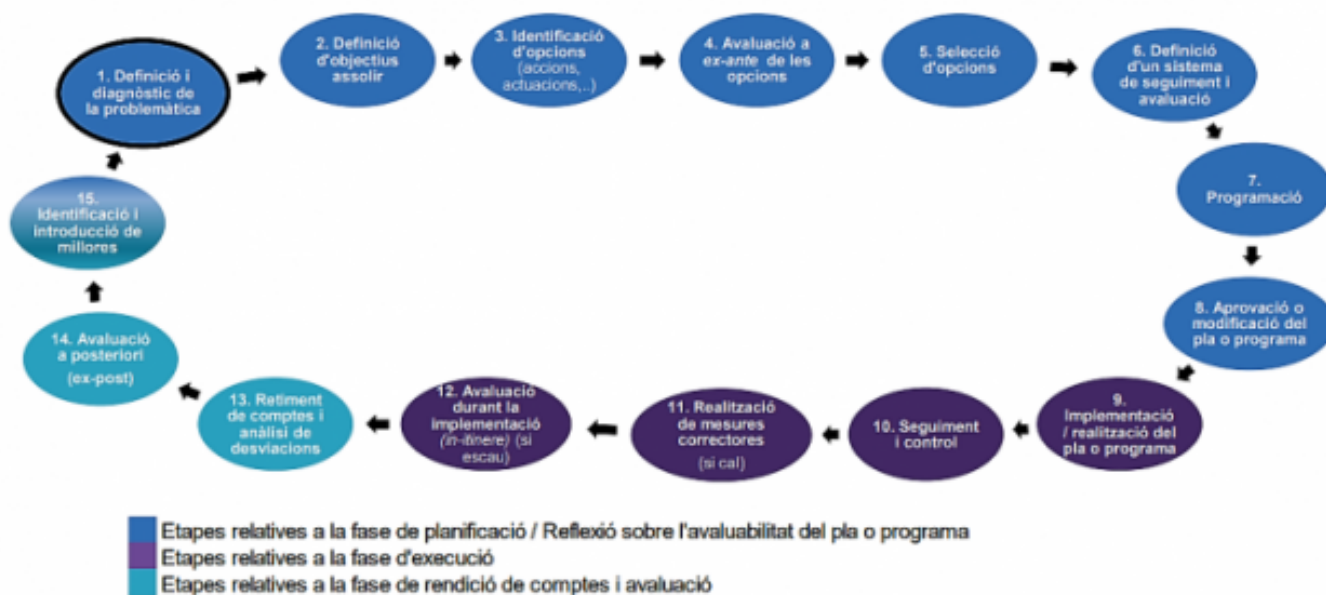 1. Definició i
diagnòstic de
la problemàtica
2. Definició
d'objectius
assolir
3. Identificació
d'opcions
(accions,
actuacions,..)
4. Avaluació a
ex-ante de les
opcions
5. Selecció
d'opcions
6. Definició
d'un sistema
de seguiment i
avaluació
7.
Programació
8. Aprovació o
modificació del
pla o programa
9.
Implementació
/ realització del
pla o programa
10. Seguiment
i control
11. Realització
de mesures
correctores
(si cal)
12. Avaluació
durant la
implementació
(in-itinere) (si
escau)
13. Retiment
de comptes i
anàlisi de
desviacions
14. Avaluació
a posteriori
(ex-post)
15.
Identificació i
introducció de
millores
Etapes relatives a la fase de planificació / Reflexió sobre l'avaluabilitat del pla o programa
Etapes relatives a la fase d'execució
Etapes relatives a la fase de rendició de comptes i avaluació